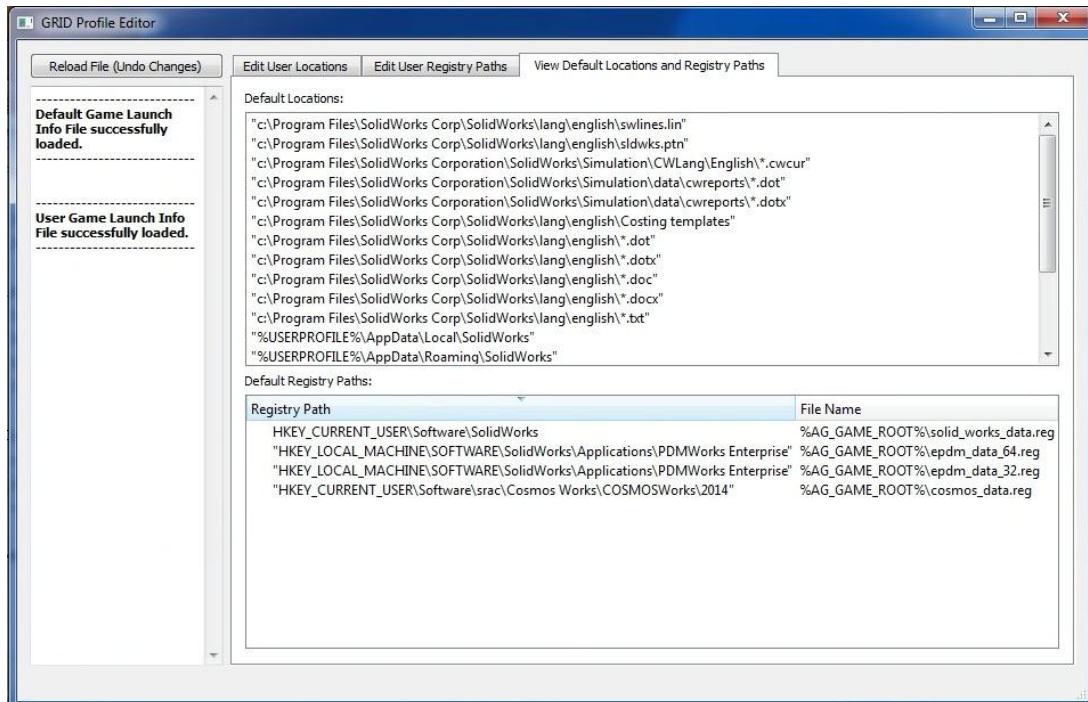 GRID Profile Editor
Reload File (Undo Changes)
Edit User Locations
Edit User Registry Paths
View Default Locations and Registry Paths
--------------------------
Default Game Launch
Info File successfully
loaded.
--------------------------
--------------------------
User Game Launch Info
File successfully loaded.
--------------------------
Default Locations:
"c:\Program Files\SolidWorks Corp\SolidWorks\lang\english\swlines.lin"
"c:\Program Files\SolidWorks Corp\SolidWorks\lang\english\sldwks.ptn"
"c:\Program Files\SolidWorks Corporation\SolidWorks\Simulation\CWLang\English\*.cwcur"
"c:\Program Files\SolidWorks Corporation\SolidWorks\Simulation\data\cwreports\*.dot"
"c:\Program Files\SolidWorks Corporation\SolidWorks\Simulation\data\cwreports\*.dotx"
"c:\Program Files\SolidWorks Corp\SolidWorks\lang\english\Costing templates"
"c:\Program Files\SolidWorks Corp\SolidWorks\lang\english\*.dot"
"c:\Program Files\SolidWorks Corp\SolidWorks\lang\english\*.dotx"
"c:\Program Files\SolidWorks Corp\SolidWorks\lang\english\*.doc"
"c:\Program Files\SolidWorks Corp\SolidWorks\lang\english\*.docx"
"c:\Program Files\SolidWorks Corp\SolidWorks\lang\english\*.txt"
"%USERPROFILE%\AppData\Local\SolidWorks"
"%USERPROFILE%\AppData\Roaming\SolidWorks"
Default Registry Paths:
Registry Path File Name
HKEY_CURRENT_USER\Software\SolidWorks %AG_GAME_ROOT%\solid_works_data.reg
"HKEY_LOCAL_MACHINE\SOFTWARE\SolidWorks\Applications\PDMWorks Enterprise" %AG_GAME_ROOT%\epdm_data_64.reg
"HKEY_LOCAL_MACHINE\SOFTWARE\SolidWorks\Applications\PDMWorks Enterprise" %AG_GAME_ROOT%\epdm_data_32.reg
"HKEY_CURRENT_USER\Software\srac\Cosmos Works\COSMOSWorks\2014" %AG_GAME_ROOT%\cosmos_data.reg